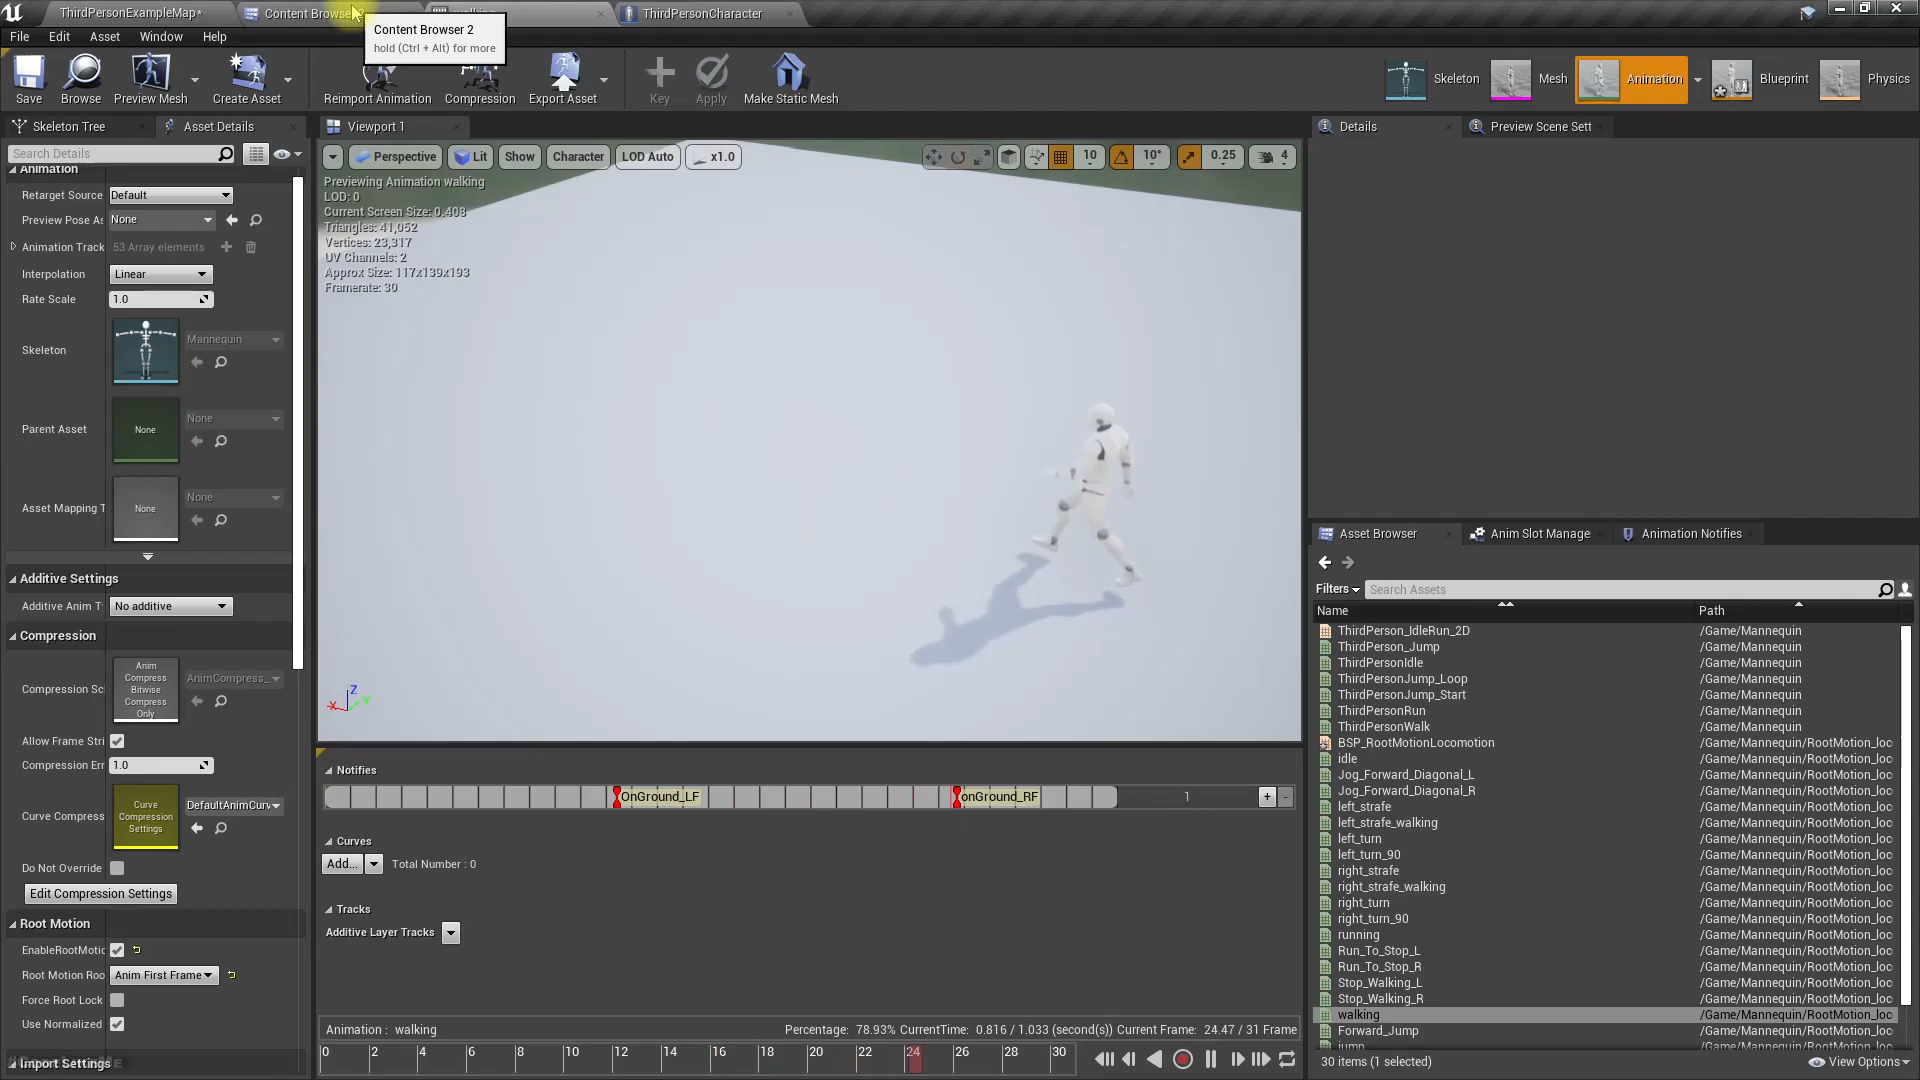 ThirdPersonExampleMap*
Content Browser 2
ThirdPersonCharacter
File
Edit
Asset
Window
Help
Content Browser 2
hold (Ctrl + Alt) for more
Save
Browse
Preview Mesh
Create Asset
Reimport Animation
Compression
Export Asset
Key
Apply
Make Static Mesh
Skeleton
Mesh
Animation
Blueprint
Physics
Skeleton Tree
Asset Details
Viewport 1
Details
Preview Scene Sett
Search Details
Perspective
Lit
Show
Character
LOD Auto
x1.0
10
10°
0.25
4
Animation
Retarget Source
Default
Preview Pose As
None
Animation Track
53 Array elements
Interpolation
Linear
Rate Scale
1.0
Skeleton
Mannequin
Parent Asset
None
None
Asset Mapping T
None
None
Additive Settings
Additive Anim T
No additive
Compression
Compression Sc
Anim
Compress
Bitwise
Compress
Only
AnimCompress_
Allow Frame Stri
Compression Err
1.0
Curve Compress
Curve
Compression
Settings
DefaultAnimCurv
Do Not Override
Edit Compression Settings
Root Motion
EnableRootMotic
Root Motion Roo
Anim First Frame
Force Root Lock
Use Normalized
Import Settings
Previewing Animation walking
LOD: 0
Current Screen Size: 0.408
Triangles: 41,052
Vertices: 23,317
UV Channels: 2
Approx Size: 117x139x193
Framerate: 30
Z
X
Y
Notifies
OnGround_LF
onGround_RF
1
+
-
Curves
Add...
Total Number : 0
Tracks
Additive Layer Tracks
Animation : walking
Percentage: 78.93% CurrentTime: 0.816 / 1.033 (second(s)) Current Frame: 24.47 / 31 Frame
0 2 4 6 8 10 12 14 16 18 20 22 24 26 28 30
Asset Browser
Anim Slot Manage
Animation Notifies
Filters
Search Assets
Name
Path
ThirdPerson_IdleRun_2D /Game/Mannequin
ThirdPerson_Jump /Game/Mannequin
ThirdPersonIdle /Game/Mannequin
ThirdPersonJump_Loop /Game/Mannequin
ThirdPersonJump_Start /Game/Mannequin
ThirdPersonRun /Game/Mannequin
ThirdPersonWalk /Game/Mannequin
BSP_RootMotionLocomotion /Game/Mannequin/RootMotion_loc
idle /Game/Mannequin/RootMotion_loc
Jog_Forward_Diagonal_L /Game/Mannequin/RootMotion_loc
Jog_Forward_Diagonal_R /Game/Mannequin/RootMotion_loc
left_strafe /Game/Mannequin/RootMotion_loc
left_strafe_walking /Game/Mannequin/RootMotion_loc
left_turn /Game/Mannequin/RootMotion_loc
left_turn_90 /Game/Mannequin/RootMotion_loc
right_strafe /Game/Mannequin/RootMotion_loc
right_strafe_walking /Game/Mannequin/RootMotion_loc
right_turn /Game/Mannequin/RootMotion_loc
right_turn_90 /Game/Mannequin/RootMotion_loc
running /Game/Mannequin/RootMotion_loc
Run_To_Stop_L /Game/Mannequin/RootMotion_loc
Run_To_Stop_R /Game/Mannequin/RootMotion_loc
Stop_Walking_L /Game/Mannequin/RootMotion_loc
Stop_Walking_R /Game/Mannequin/RootMotion_loc
walking /Game/Mannequin/RootMotion_loc
Forward_Jump /Game/Mannequin/RootMotion_loc
jump /Game/Mannequin/RootMotion_loc
30 items (1 selected)
View Options